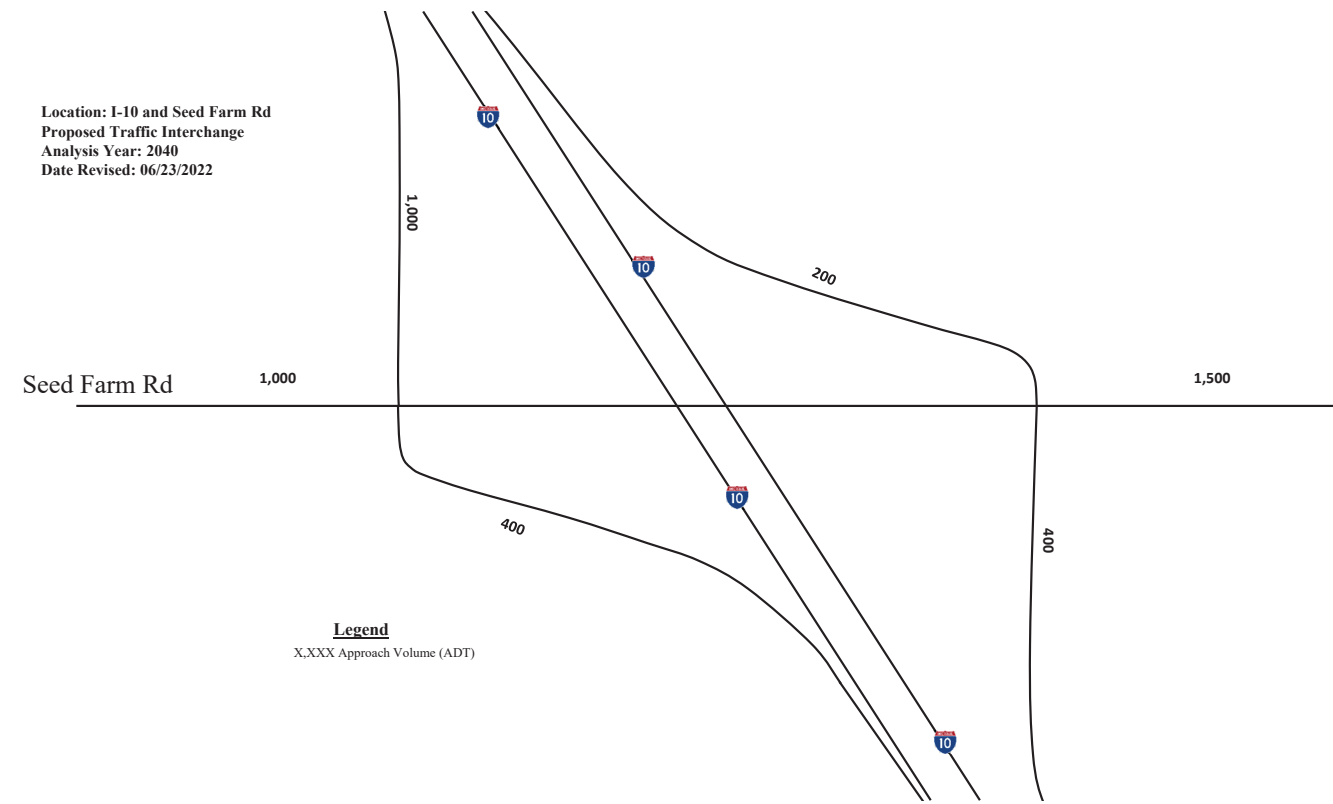 Location: I-10 and Seed Farm Rd
Proposed Traffic Interchange
Analysis Year: 2040
Date Revised: 06/23/2022
10
1,000
10
200
Seed Farm Rd
1,000
1,500
10
400
400
Legend
X,XXX Approach Volume (ADT)
10